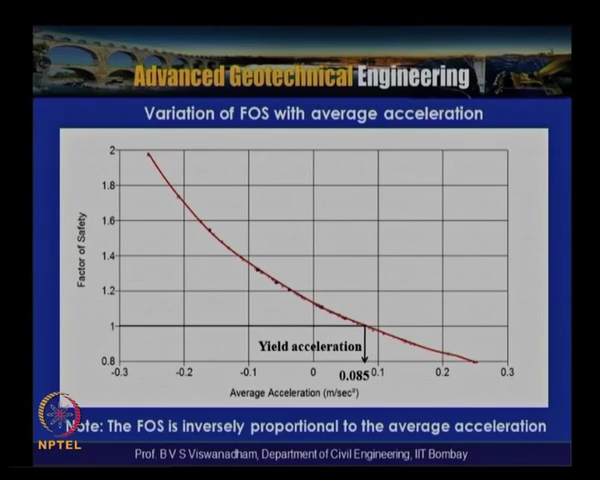 Advanced Geotechnical Engineering
Variation of FOS with average acceleration
2
1.8
1.6
1.4
1.2
1
0.8
Factor of Safety
Yield acceleration
0.085
-0.3 -0.2 -0.1 0 0.1 0.2 0.3
Average Acceleration (m/sec²)
Note: The FOS is inversely proportional to the average acceleration
NPTEL
Prof. B V S Viswanadham, Department of Civil Engineering, IIT Bombay